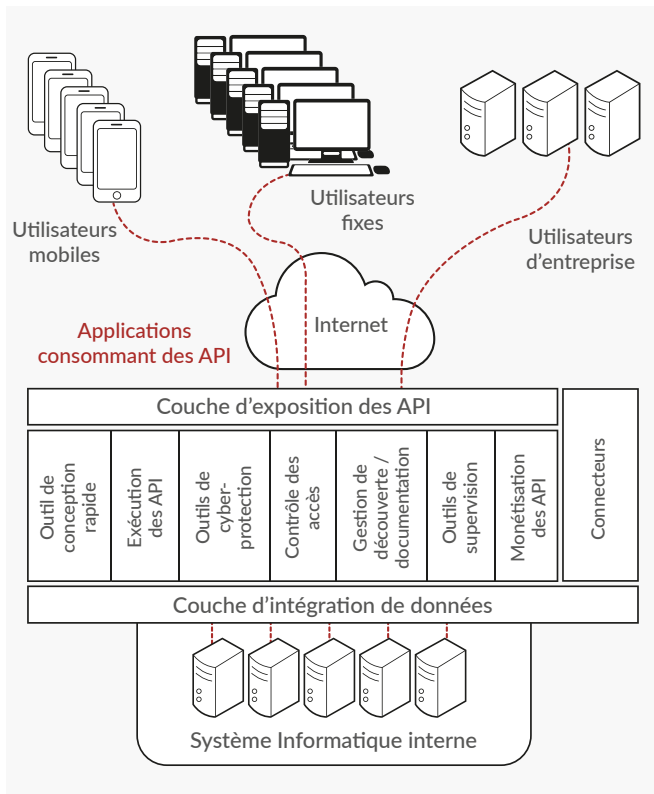 Utilisateurs
mobiles
Utilisateurs
fixes
Utilisateurs
d'entreprise
Internet
Applications
consommant des API
Couche d'exposition des API
Outil de
conception
rapide
Exécution
des API
Outils de
cyber-
protection
Contrôle des
accès
Gestion de
découverte /
documentation
Outils de
supervision
Monétisation
des API
Connecteurs
Couche d'intégration de données
Système Informatique interne